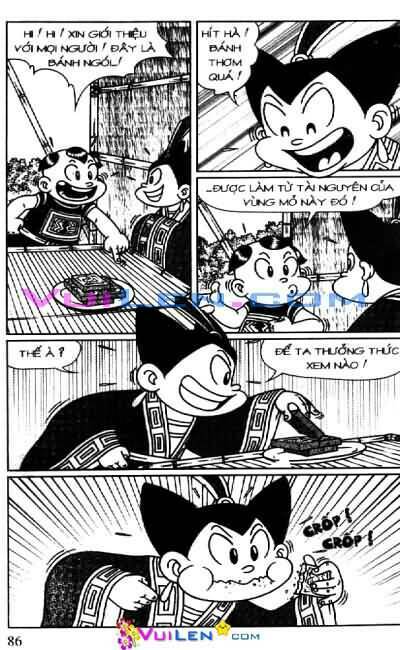 HI! HI! XIN GIỚI THIỆU
VỚI MỌI NGƯỜI! ĐÂY LÀ
BÁNH NGÓI!
HÍT HÀ!
BÁNH
THƠM
QUÁ!
...ĐƯỢC LÀM TỪ TÀI NGUYÊN CỦA
VÙNG MỎ NÀY ĐÓ!
VUILEN.COM
THẾ À?
ĐỂ TA THƯỞNG THỨC
XEM NÀO!
CRỐP!
CRỐP!
86
VUILEN.COM